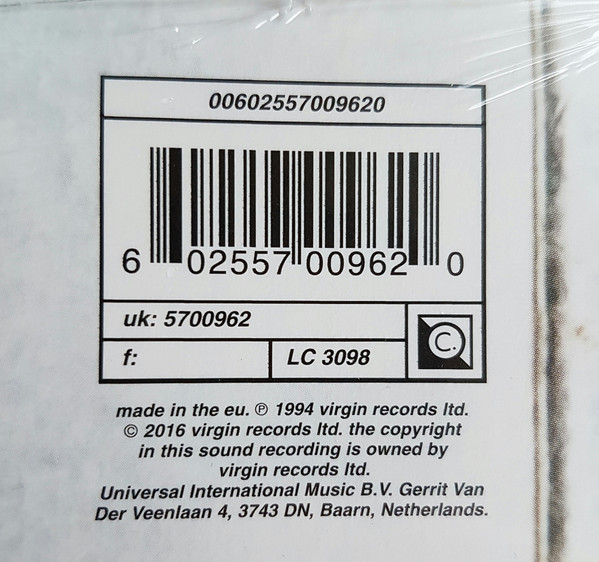 00602557009620
6 02557 00962 0
uk: 5700962
C.
f:
LC 3098
made in the eu. ℗ 1994 virgin records ltd.
© 2016 virgin records ltd. the copyright
in this sound recording is owned by
virgin records ltd.
Universal International Music B.V. Gerrit Van
Der Veenlaan 4, 3743 DN, Baarn, Netherlands.